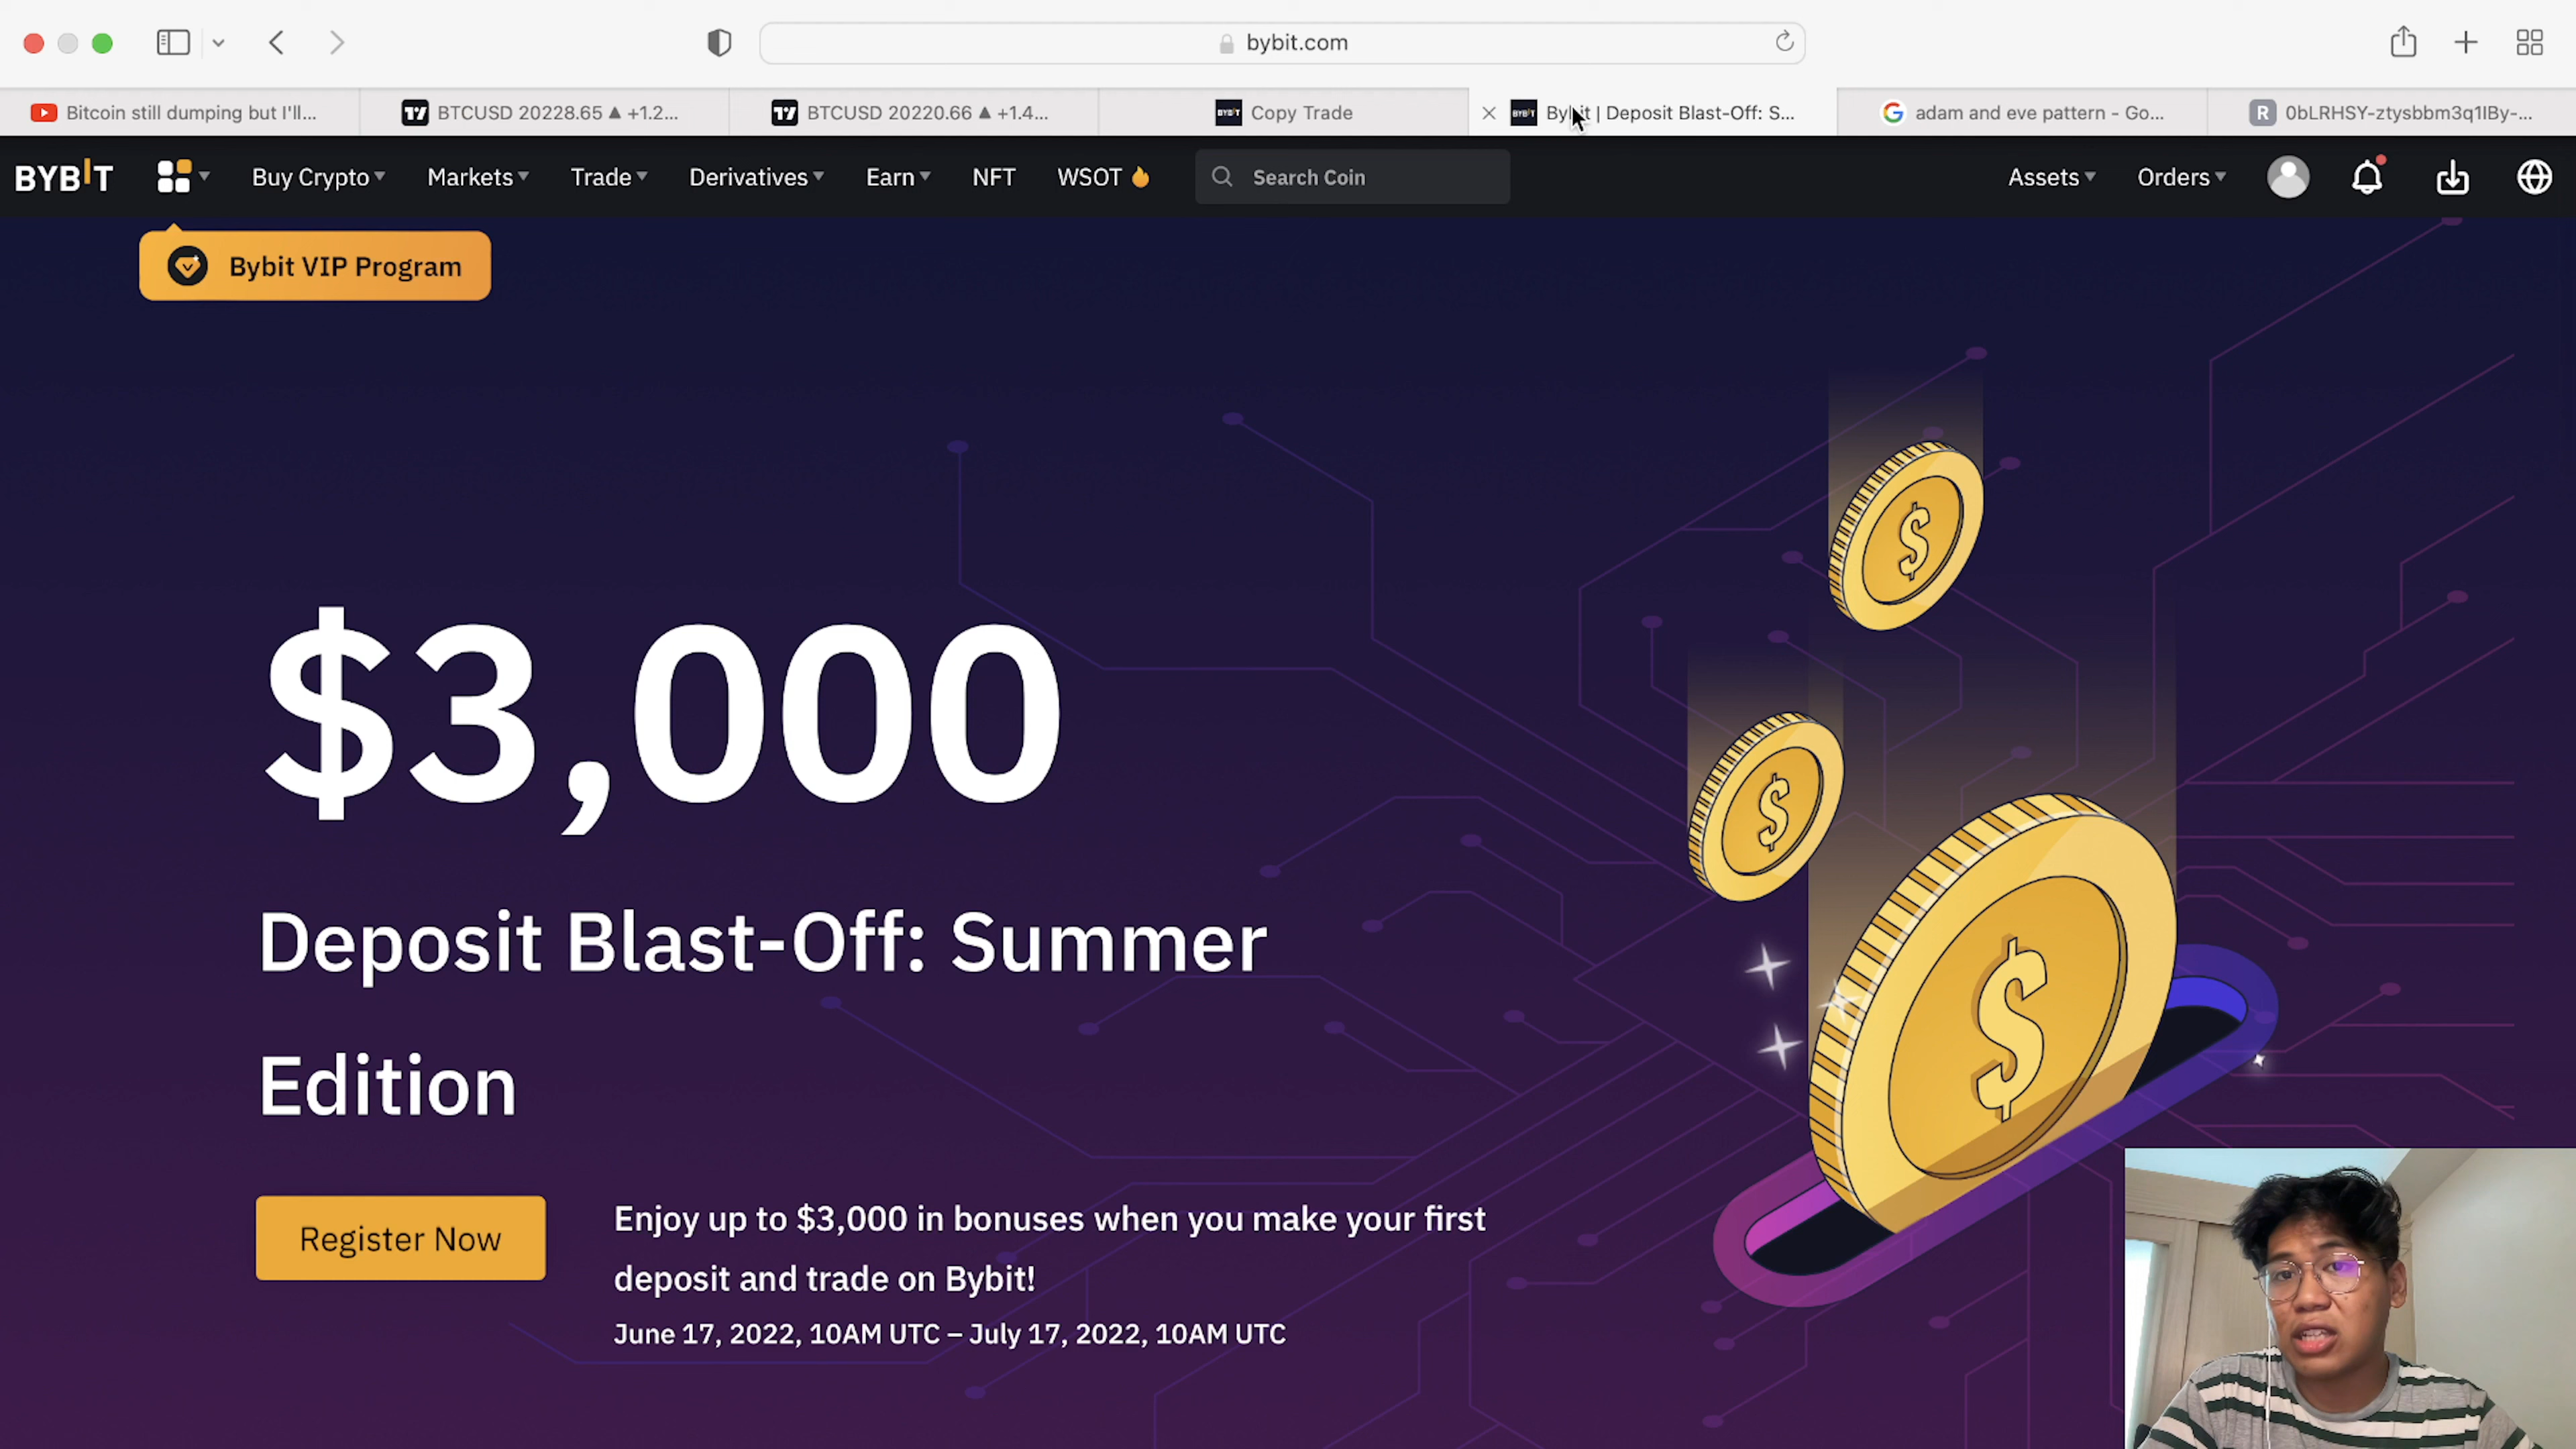 bybit.com
Bitcoin still dumping but I'll...
BTCUSD 20228.65 ▲ +1.2...
BTCUSD 20220.66 ▲ +1.4...
BYBIT Copy Trade
BYBIT Bybit | Deposit Blast-Off: S...
adam and eve pattern - Go...
R 0bLRHSY-ztysbbm3q1IBy-...
BYBIT
Buy Crypto
Markets
Trade
Derivatives
Earn
NFT
WSOT
Search Coin
Assets
Orders
Bybit VIP Program
$3,000
Deposit Blast-Off: Summer
Edition
Register Now
Enjoy up to $3,000 in bonuses when you make your first
deposit and trade on Bybit!
June 17, 2022, 10AM UTC – July 17, 2022, 10AM UTC
$
$
$